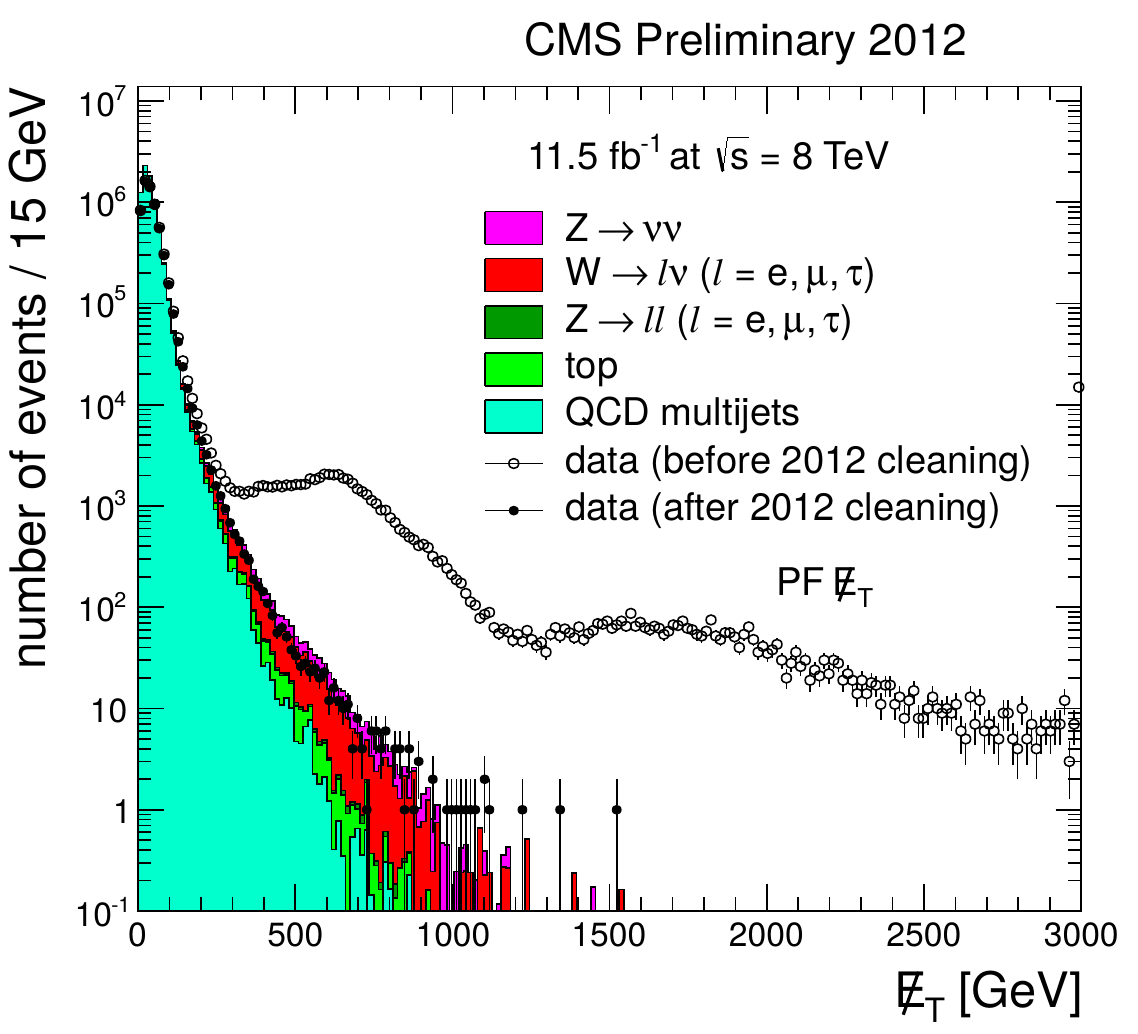 CMS Preliminary 2012
number of events / 15 GeV
10⁷
10⁶
10⁵
10⁴
10³
10²
10
1
10⁻¹
11.5 fb⁻¹ at √s = 8 TeV
Z → νν
W → lν (l = e, μ, τ)
Z → ll (l = e, μ, τ)
top
QCD multijets
data (before 2012 cleaning)
data (after 2012 cleaning)
PF E̸_T
0 500 1000 1500 2000 2500 3000
E̸_T [GeV]